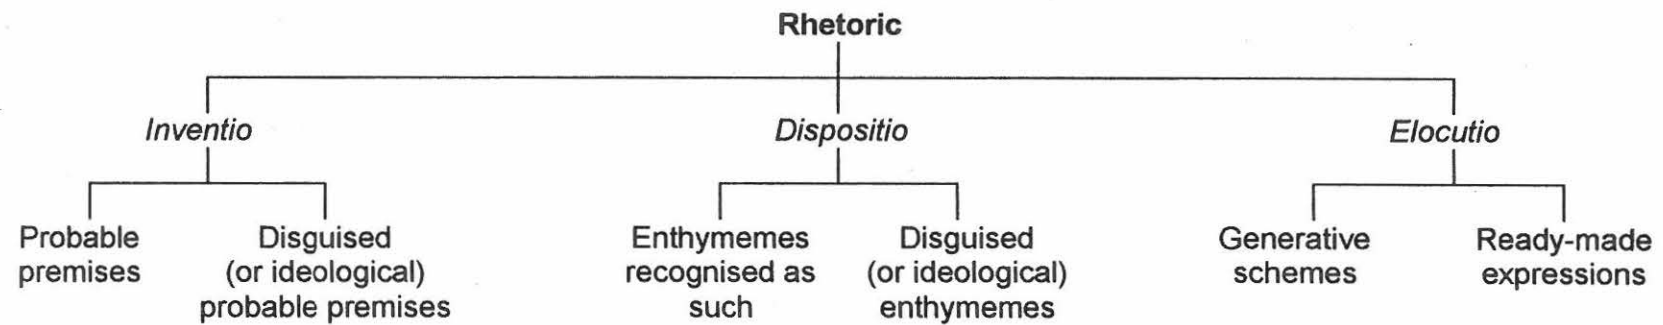 Rhetoric
Inventio
Dispositio
Elocutio
Probable
premises
Disguised
(or ideological)
probable premises
Enthymemes
recognised as
such
Disguised
(or ideological)
enthymemes
Generative
schemes
Ready-made
expressions